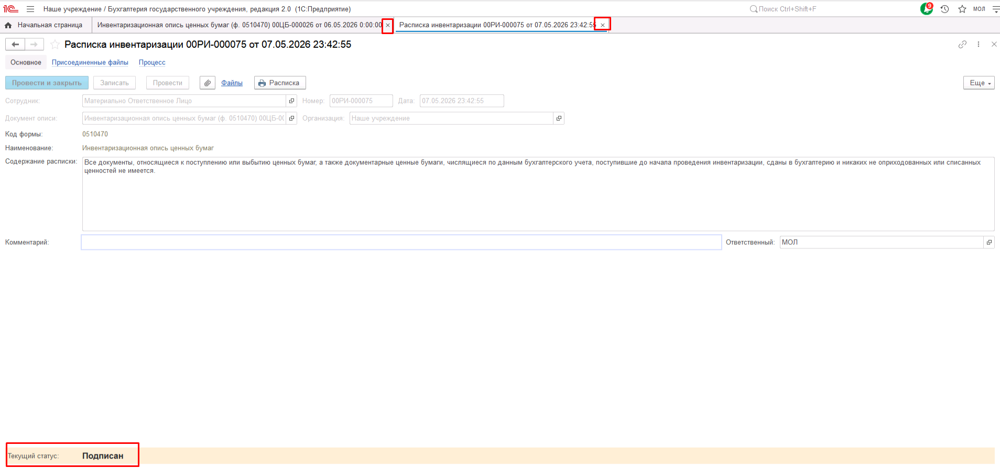 1С Наше учреждение / Бухгалтерия государственного учреждения, редакция 2.0 (1С:Предприятие) Поиск Ctrl+Shift+F 9 мол
Начальная страница Инвентаризационная опись ценных бумаг (ф. 0510470) 00ЦБ-000026 от 06.05.2026 0:00:00 × Расписка инвентаризации 00РИ-000075 от 07.05.2026 23:42:55 ×
Расписка инвентаризации 00РИ-000075 от 07.05.2026 23:42:55
Основное Присоединенные файлы Процесс
Провести и закрыть Записать Провести Файлы Расписка Еще
Сотрудник: Материально Ответственное Лицо Номер: 00РИ-000075 Дата: 07.05.2026 23:42:55
Документ описи: Инвентаризационная опись ценных бумаг (ф. 0510470) 00ЦБ-00 Организация: Наше учреждение
Код формы: 0510470
Наименование: Инвентаризационная опись ценных бумаг
Содержание расписки: Все документы, относящиеся к поступлению или выбытию ценных бумаг, а также документарные ценные бумаги, числящиеся по данным бухгалтерского учета, поступившие до начала проведения инвентаризации, сданы в бухгалтерию и никаких не оприходованных или списанных
ценностей не имеется.
Комментарий: Ответственный: МОЛ
Текущий статус: Подписан